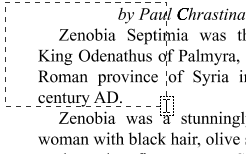 by Paul Chrastina
Zenobia Septimia was th
King Odenathus of Palmyra,
Roman province of Syria in
century AD.
Zenobia was a stunningly
woman with black hair, olive